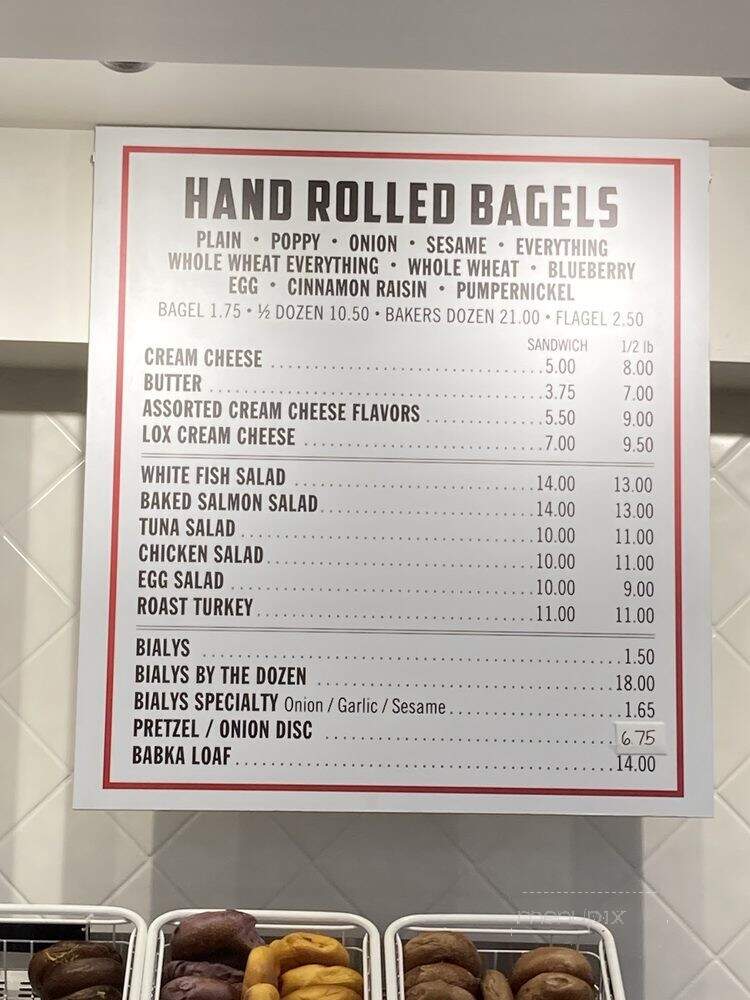 HAND ROLLED BAGELS
PLAIN • POPPY • ONION • SESAME • EVERYTHING
WHOLE WHEAT EVERYTHING • WHOLE WHEAT • BLUEBERRY
EGG • CINNAMON RAISIN • PUMPERNICKEL
BAGEL 1.75 • ½ DOZEN 10.50 • BAKERS DOZEN 21.00 • FLAGEL 2.50
SANDWICH 1/2 lb
CREAM CHEESE 5.00 8.00
BUTTER 3.75 7.00
ASSORTED CREAM CHEESE FLAVORS 5.50 9.00
LOX CREAM CHEESE 7.00 9.50
WHITE FISH SALAD 14.00 13.00
BAKED SALMON SALAD 14.00 13.00
TUNA SALAD 10.00 11.00
CHICKEN SALAD 10.00 11.00
EGG SALAD 10.00 9.00
ROAST TURKEY 11.00 11.00
BIALYS 1.50
BIALYS BY THE DOZEN 18.00
BIALYS SPECIALTY Onion / Garlic / Sesame 1.65
PRETZEL / ONION DISC 6.75
BABKA LOAF 14.00
menupix